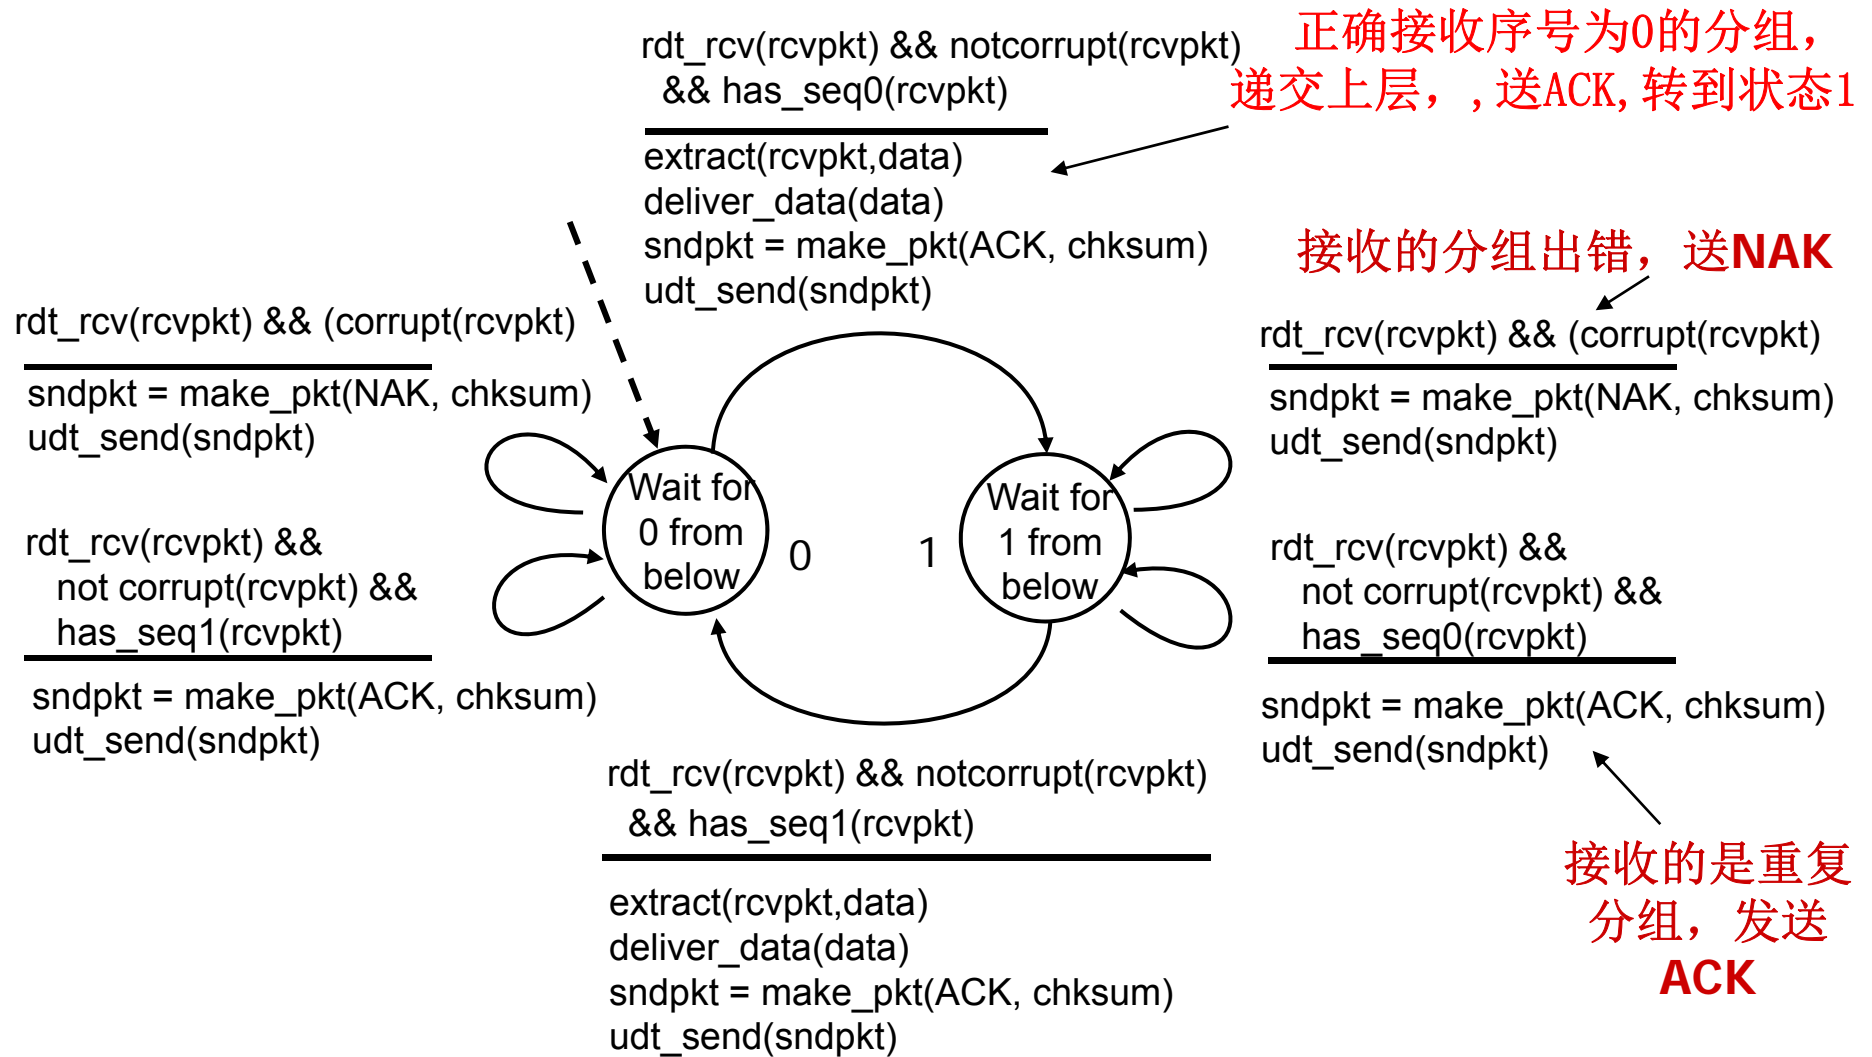 rdt_rcv(rcvpkt) && notcorrupt(rcvpkt)
&& has_seq0(rcvpkt)
extract(rcvpkt,data)
deliver_data(data)
sndpkt = make_pkt(ACK, chksum)
udt_send(sndpkt)
正确接收序号为0的分组，
递交上层，,送ACK,转到状态1
接收的分组出错，送NAK
rdt_rcv(rcvpkt) && (corrupt(rcvpkt)
sndpkt = make_pkt(NAK, chksum)
udt_send(sndpkt)
rdt_rcv(rcvpkt) &&
not corrupt(rcvpkt) &&
has_seq1(rcvpkt)
sndpkt = make_pkt(ACK, chksum)
udt_send(sndpkt)
Wait for
0 from
below
0
1
Wait for
1 from
below
rdt_rcv(rcvpkt) && (corrupt(rcvpkt)
sndpkt = make_pkt(NAK, chksum)
udt_send(sndpkt)
rdt_rcv(rcvpkt) &&
not corrupt(rcvpkt) &&
has_seq0(rcvpkt)
sndpkt = make_pkt(ACK, chksum)
udt_send(sndpkt)
接收的是重复
分组，发送
ACK
rdt_rcv(rcvpkt) && notcorrupt(rcvpkt)
&& has_seq1(rcvpkt)
extract(rcvpkt,data)
deliver_data(data)
sndpkt = make_pkt(ACK, chksum)
udt_send(sndpkt)